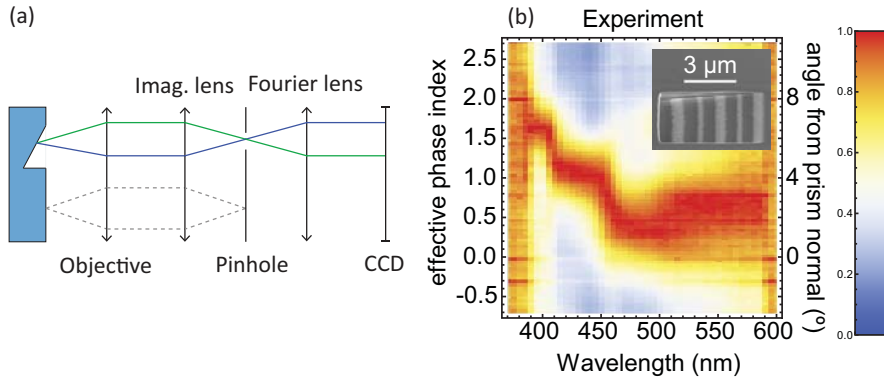 (a)
Imag. lens
Fourier lens
Objective
Pinhole
CCD
(b)
Experiment
effective phase index
2.5
2.0
1.5
1.0
0.5
0.0
-0.5
3 μm
400
450
500
550
600
Wavelength (nm)
8
4
0
angle from prism normal (º)
1.0
0.8
0.6
0.4
0.2
0.0